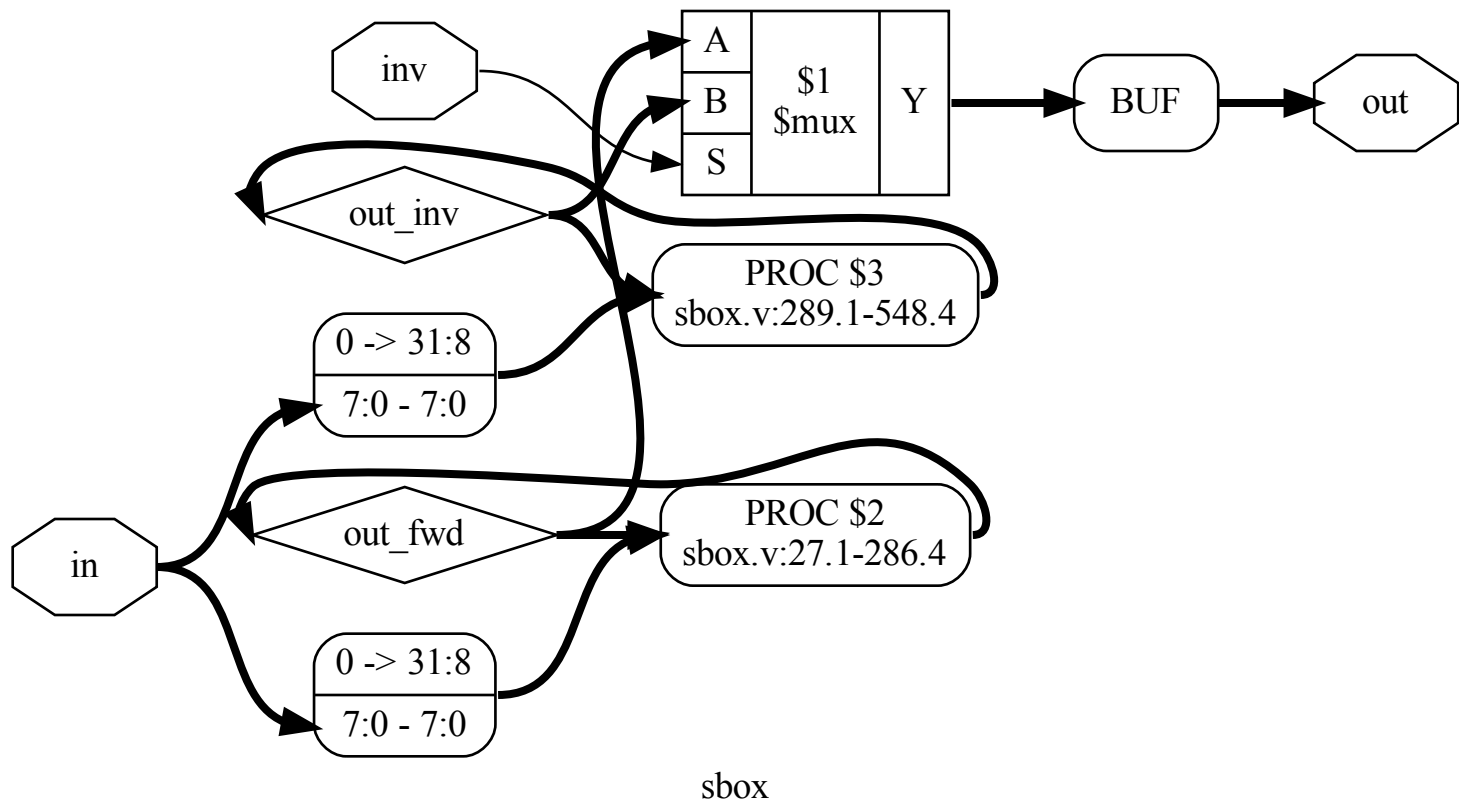 inv
A
B
S
$1
$mux
Y
BUF
out
out_inv
PROC $3
sbox.v:289.1-548.4
0 -> 31:8
7:0 - 7:0
in
out_fwd
PROC $2
sbox.v:27.1-286.4
0 -> 31:8
7:0 - 7:0
sbox